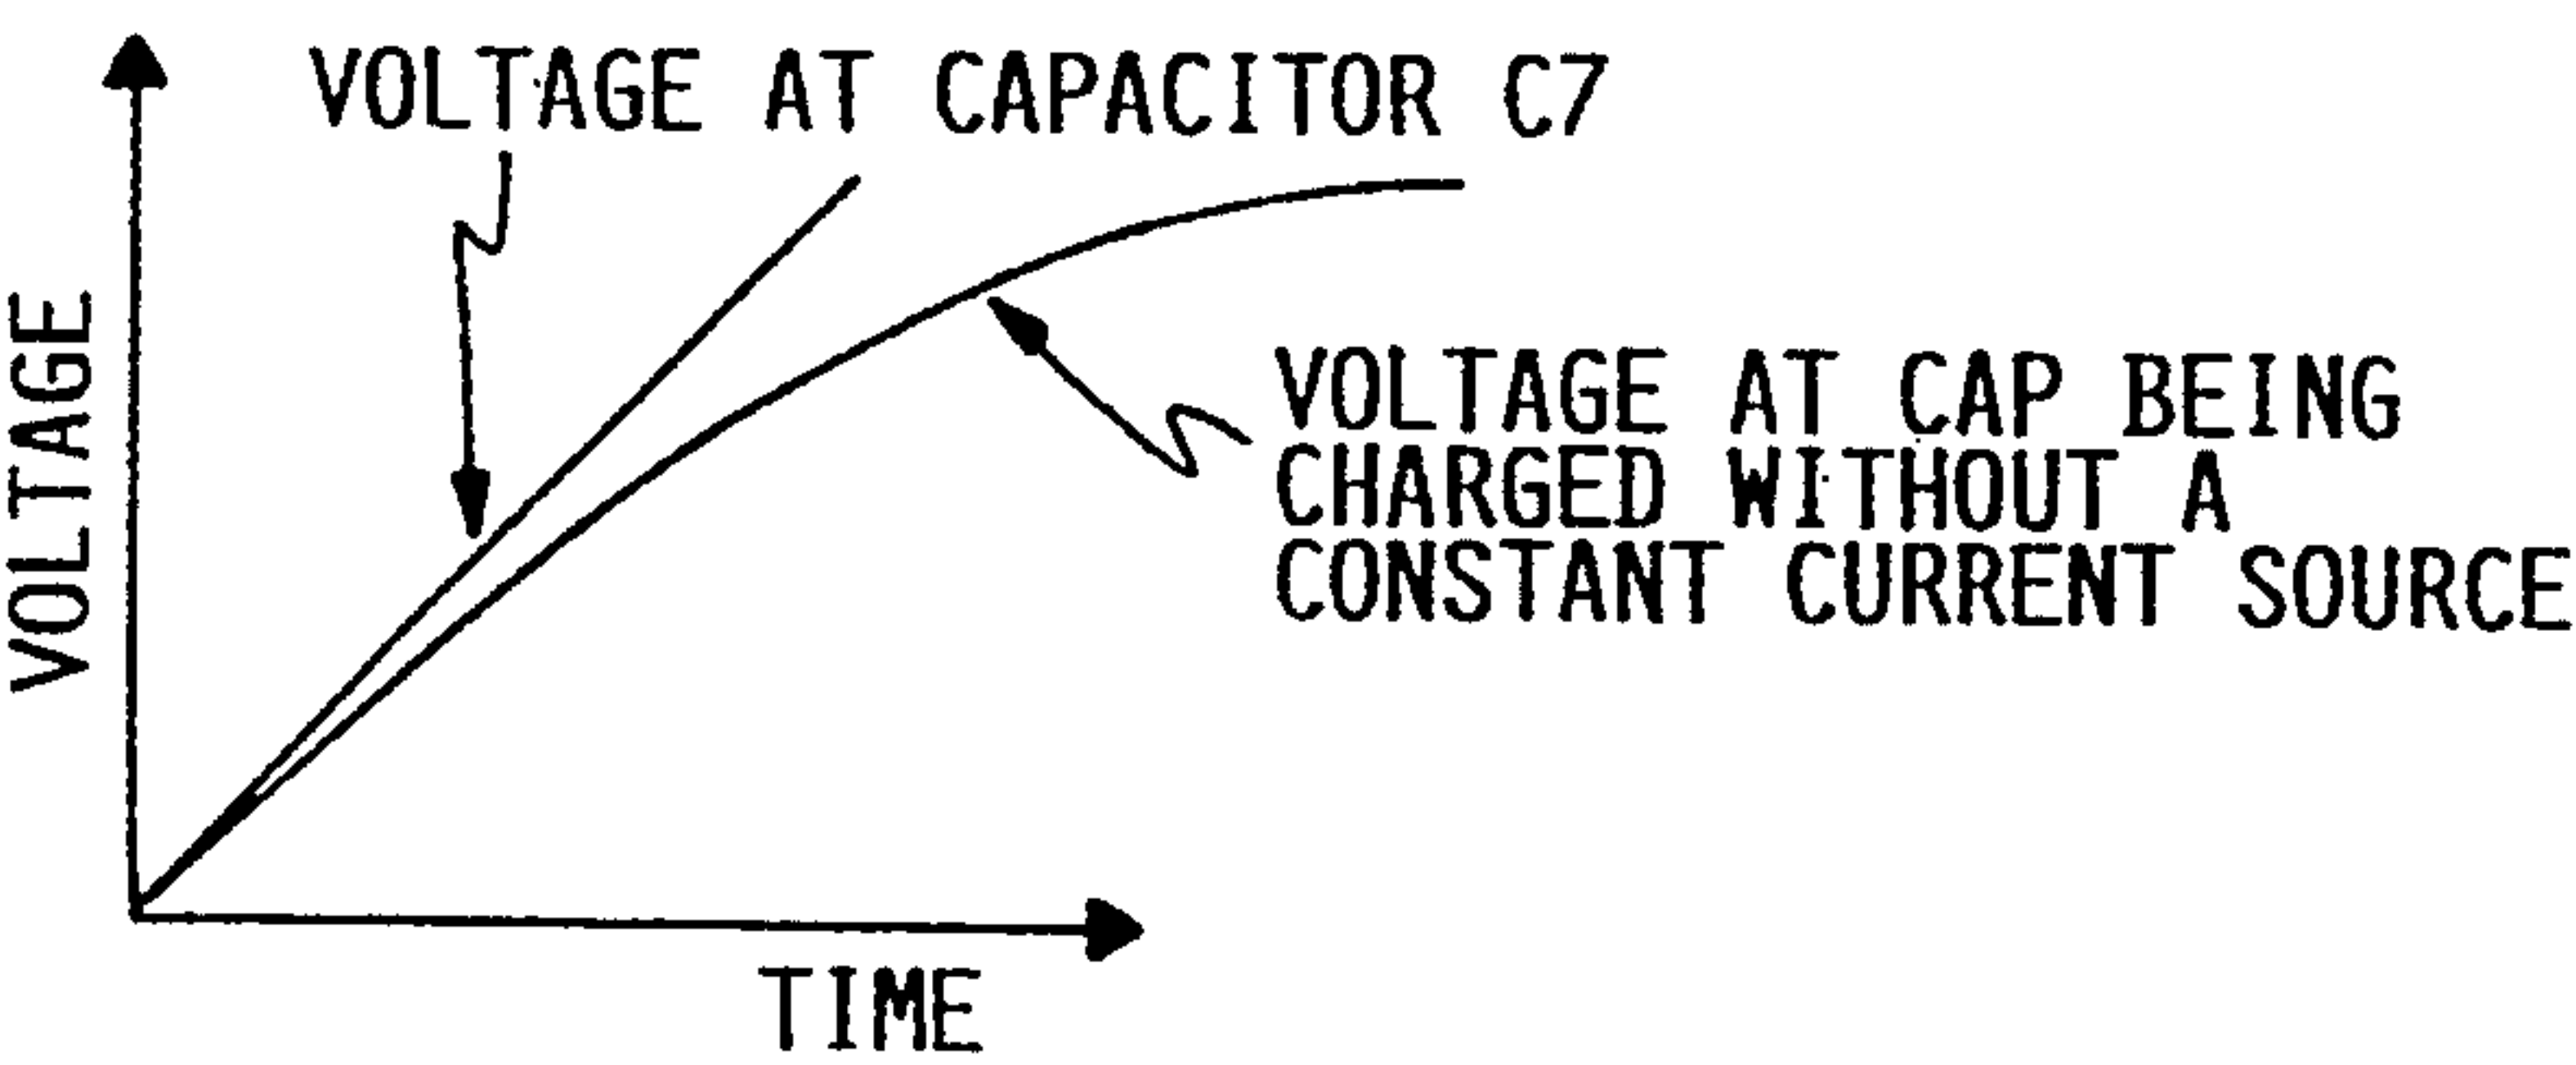 VOLTAGE AT CAPACITOR C7
VOLTAGE
VOLTAGE AT CAP BEING
CHARGED WITHOUT A
CONSTANT CURRENT SOURCE
TIME